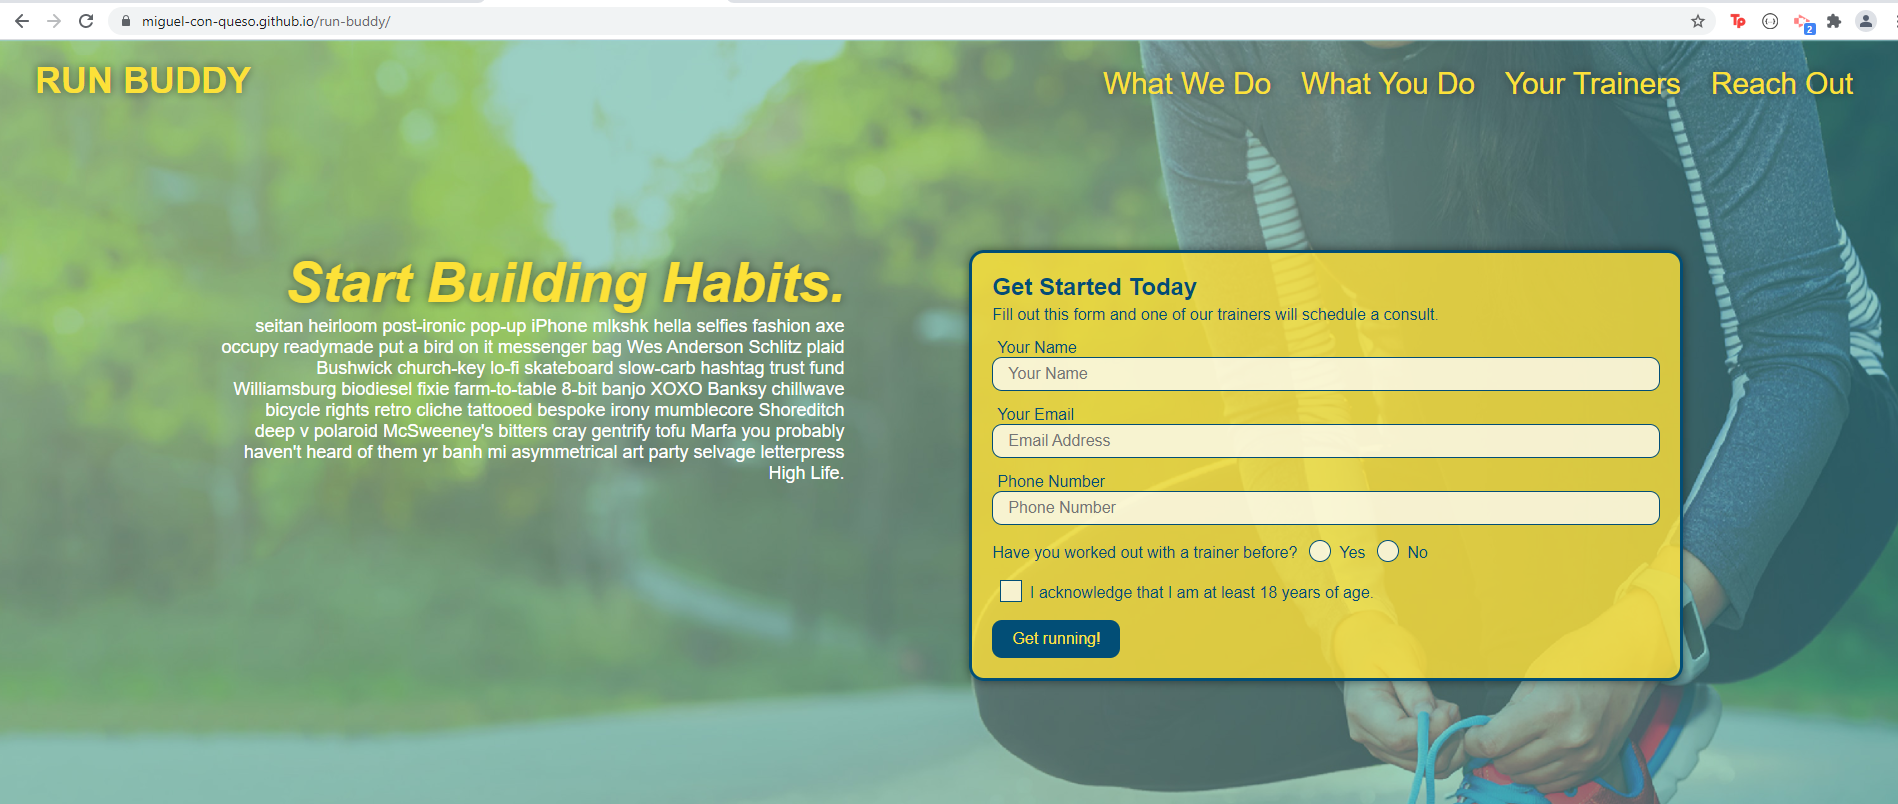 miguel-con-queso.github.io/run-buddy/
Tp
2
RUN BUDDY
What We Do
What You Do
Your Trainers
Reach Out
Start Building Habits.
seitan heirloom post-ironic pop-up iPhone mlkshk hella selfies fashion axe
occupy readymade put a bird on it messenger bag Wes Anderson Schlitz plaid
Bushwick church-key lo-fi skateboard slow-carb hashtag trust fund
Williamsburg biodiesel fixie farm-to-table 8-bit banjo XOXO Banksy chillwave
bicycle rights retro cliche tattooed bespoke irony mumblecore Shoreditch
deep v polaroid McSweeney's bitters cray gentrify tofu Marfa you probably
haven't heard of them yr banh mi asymmetrical art party selvage letterpress
High Life.
Get Started Today
Fill out this form and one of our trainers will schedule a consult.
Your Name
Your Name
Your Email
Email Address
Phone Number
Phone Number
Have you worked out with a trainer before? Yes No
I acknowledge that I am at least 18 years of age.
Get running!